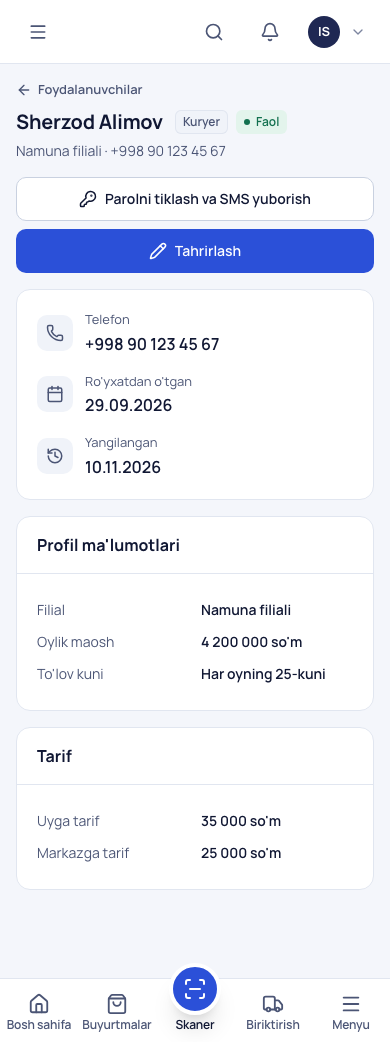 IS
Foydalanuvchilar
Sherzod Alimov Kuryer Faol
Namuna filiali · +998 90 123 45 67
Parolni tiklash va SMS yuborish
Tahrirlash
Telefon
+998 90 123 45 67
Ro'yxatdan o'tgan
29.09.2026
Yangilangan
10.11.2026
Profil ma'lumotlari
Filial Namuna filiali
Oylik maosh 4 200 000 so'm
To'lov kuni Har oyning 25-kuni
Tarif
Uyga tarif 35 000 so'm
Markazga tarif 25 000 so'm
Bosh sahifa Buyurtmalar Skaner Biriktirish Menyu